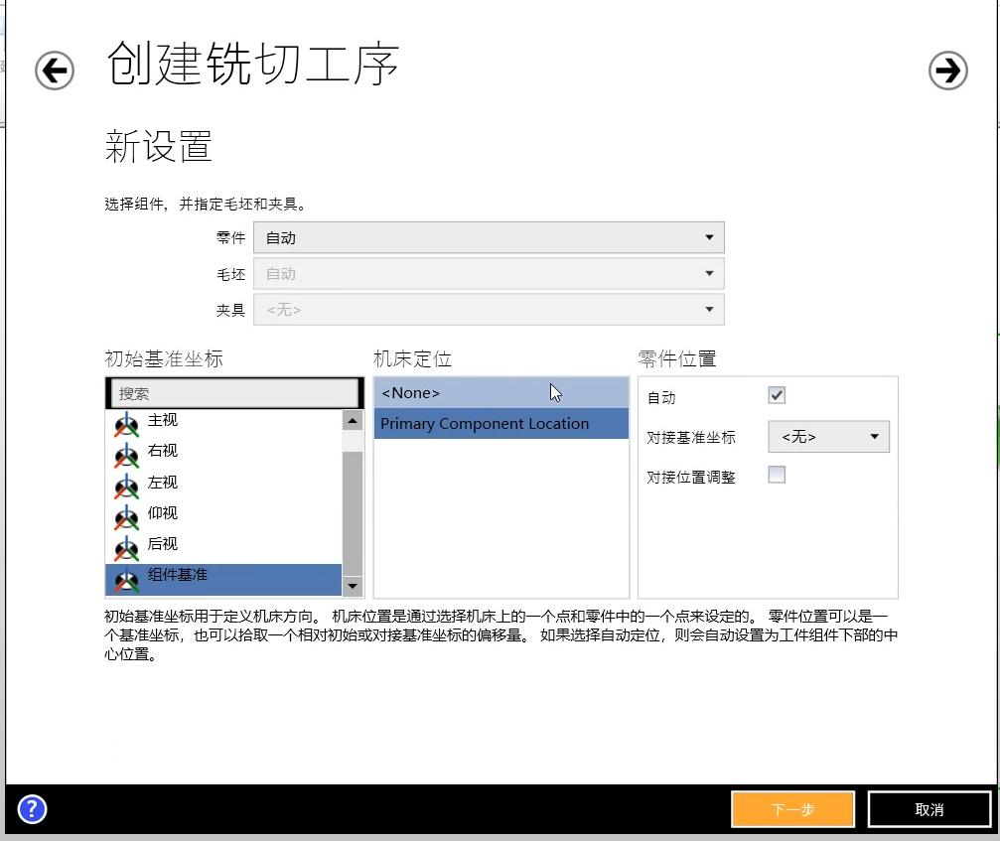 创建铣切工序
新设置
选择组件，并指定毛坯和夹具。
零件 自动
毛坯 自动
夹具 <无>
初始基准坐标
搜索
主视
右视
左视
仰视
后视
组件基准
机床定位
<None>
Primary Component Location
零件位置
自动
对接基准坐标 <无>
对接位置调整
初始基准坐标用于定义机床方向。 机床位置是通过选择机床上的一个点和零件中的一个点来设定的。 零件位置可以是一
个基准坐标，也可以拾取一个相对初始或对接基准坐标的偏移量。 如果选择自动定位，则会自动设置为工件组件下部的中
心位置。
?
下一步
取消